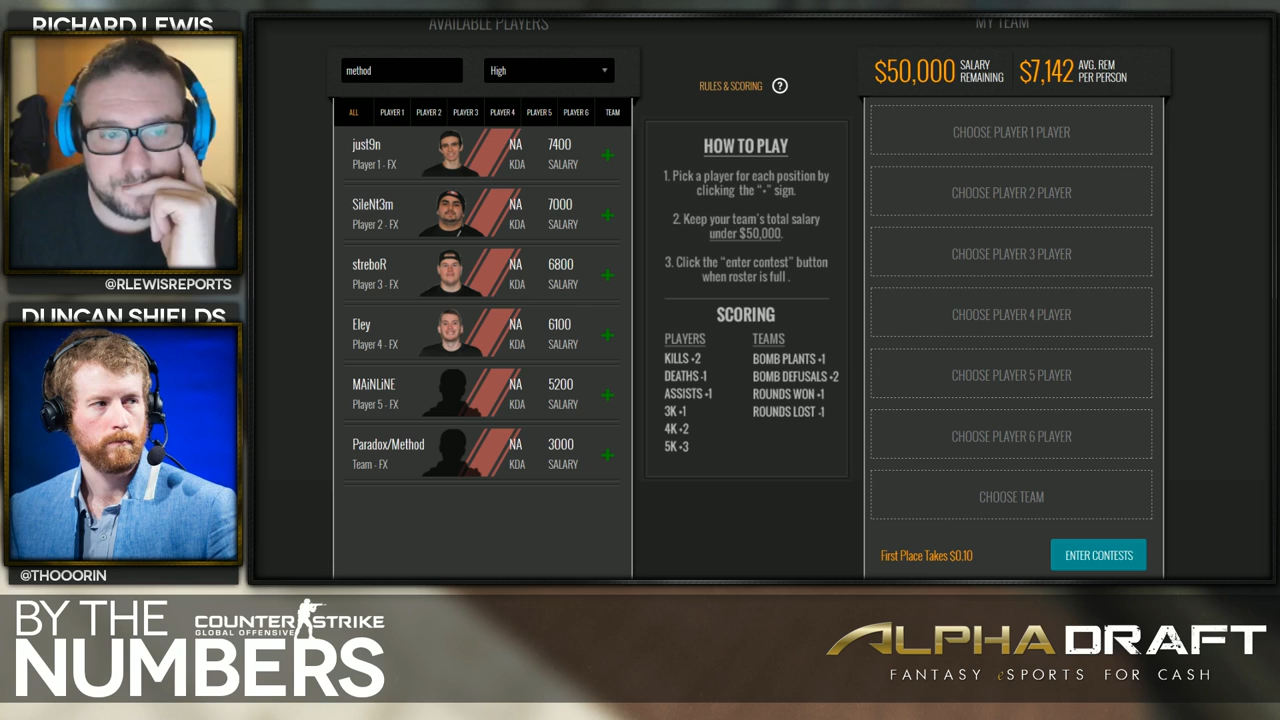 RICHARD LEWIS
@RLEWISREPORTS
DUNCAN SHIELDS
@THOOORIN
AVAILABLE PLAYERS
method
High
ALL PLAYER 1 PLAYER 2 PLAYER 3 PLAYER 4 PLAYER 5 PLAYER 6 TEAM
just9n NA 7400
Player 1 - FX KDA SALARY +
SileNt3m NA 7000
Player 2 - FX KDA SALARY +
streboR NA 6800
Player 3 - FX KDA SALARY +
Eley NA 6100
Player 4 - FX KDA SALARY +
MAiNLiNE NA 5200
Player 5 - FX KDA SALARY +
Paradox/Method NA 3000
Team - FX KDA SALARY +
RULES & SCORING ?
HOW TO PLAY
1. Pick a player for each position by
clicking the "+" sign.
2. Keep your team's total salary
under $50,000.
3. Click the "enter contest" button
when roster is full .
SCORING
PLAYERS
KILLS +2
DEATHS -1
ASSISTS +1
3K +1
4K +2
5K +3
TEAMS
BOMB PLANTS +1
BOMB DEFUSALS +2
ROUNDS WON +1
ROUNDS LOST -1
MY TEAM
$50,000 SALARY REMAINING
$7,142 AVG. REM PER PERSON
CHOOSE PLAYER 1 PLAYER
CHOOSE PLAYER 2 PLAYER
CHOOSE PLAYER 3 PLAYER
CHOOSE PLAYER 4 PLAYER
CHOOSE PLAYER 5 PLAYER
CHOOSE PLAYER 6 PLAYER
CHOOSE TEAM
First Place Takes $0.10
ENTER CONTESTS
BY THE
NUMBERS
COUNTER STRIKE
GLOBAL OFFENSIVE
ALPHADRAFT
FANTASY eSPORTS FOR CASH